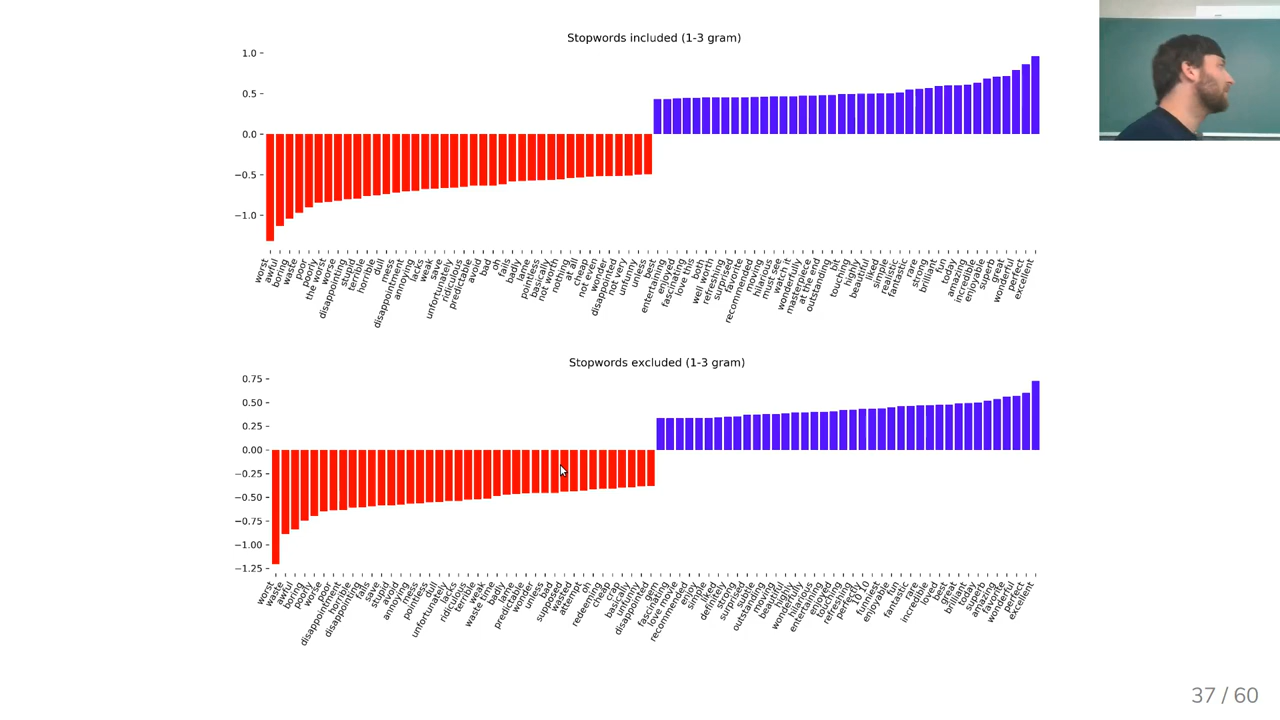 Stopwords included (1-3 gram)
1.0
0.5
0.0
−0.5
−1.0
worst
awful
boring
waste
poor
poorly
worse
the worst
disappointing
stupid
terrible
horrible
dull
mess
disappointment
annoying
lacks
weak
save
unfortunately
ridiculous
predictable
avoid
bad
oh
fails
badly
lame
pointless
basically
not worth
nothing
at all
cheap
not even
wonder
disappointed
not very
unfunny
unless
best
entertaining
enjoyed
fascinating
love this
both
well worth
refreshing
surprised
favorite
recommended
moving
hilarious
must see
watch it
wonderfully
masterpiece
at the end
outstanding
bit
touching
highly
beautiful
liked
simple
realistic
fantastic
rare
strong
brilliant
fun
today
amazing
incredible
enjoyable
superb
great
wonderful
perfect
excellent
Stopwords excluded (1-3 gram)
0.75
0.50
0.25
0.00
−0.25
−0.50
−0.75
−1.00
−1.25
worst
waste
awful
boring
poorly
worse
poor
disappointment
horrible
disappointing
fails
save
stupid
avoid
annoying
mess
pointless
dull
unfortunately
lacks
ridiculous
terrible
weak
waste time
badly
lame
predictable
wonder
unless
bad
supposed
wasted
attempt
oh
redeeming
cheap
crap
basically
unfunny
disappointed
gem
fascinating
love movie
recommended
enjoy
simple
liked
definitely
strong
surprised
outstanding
moving
beautiful
highly
wonderfully
hilarious
entertaining
enjoyed
touching
refreshing
perfectly
10 10
funniest
enjoyable
fun
fantastic
rare
incredible
loved
best
great
brilliant
today
superb
amazing
favorite
wonderful
perfect
excellent
37 / 60